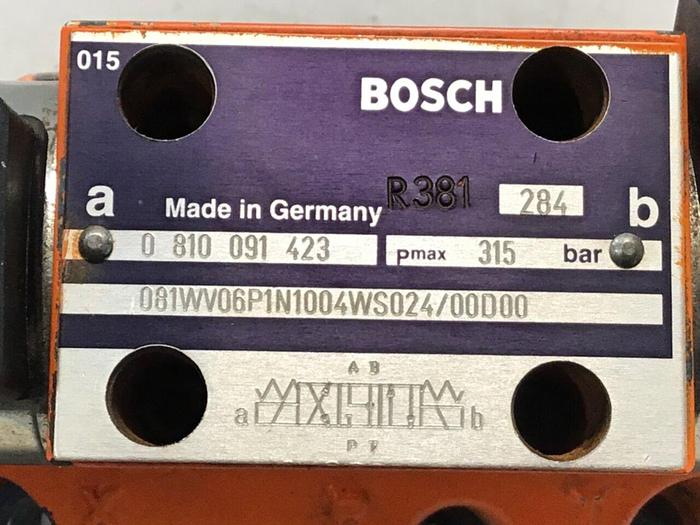 015
BOSCH
R381 284
a Made in Germany b
0 810 091 423 pmax 315 bar
081WV06P1N1004WS024/00D00
A B
a b